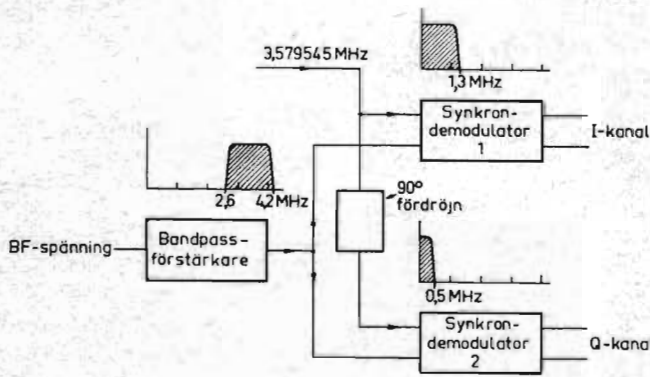 3,579545 MHz
1,3 MHz
Synkron-
demodulator
1
I-kanal
2,6
4,2 MHz
90°
fördröjn
BF-spänning
Bandpass-
förstärkare
0,5 MHz
Synkron-
demodulator
2
Q-kanal